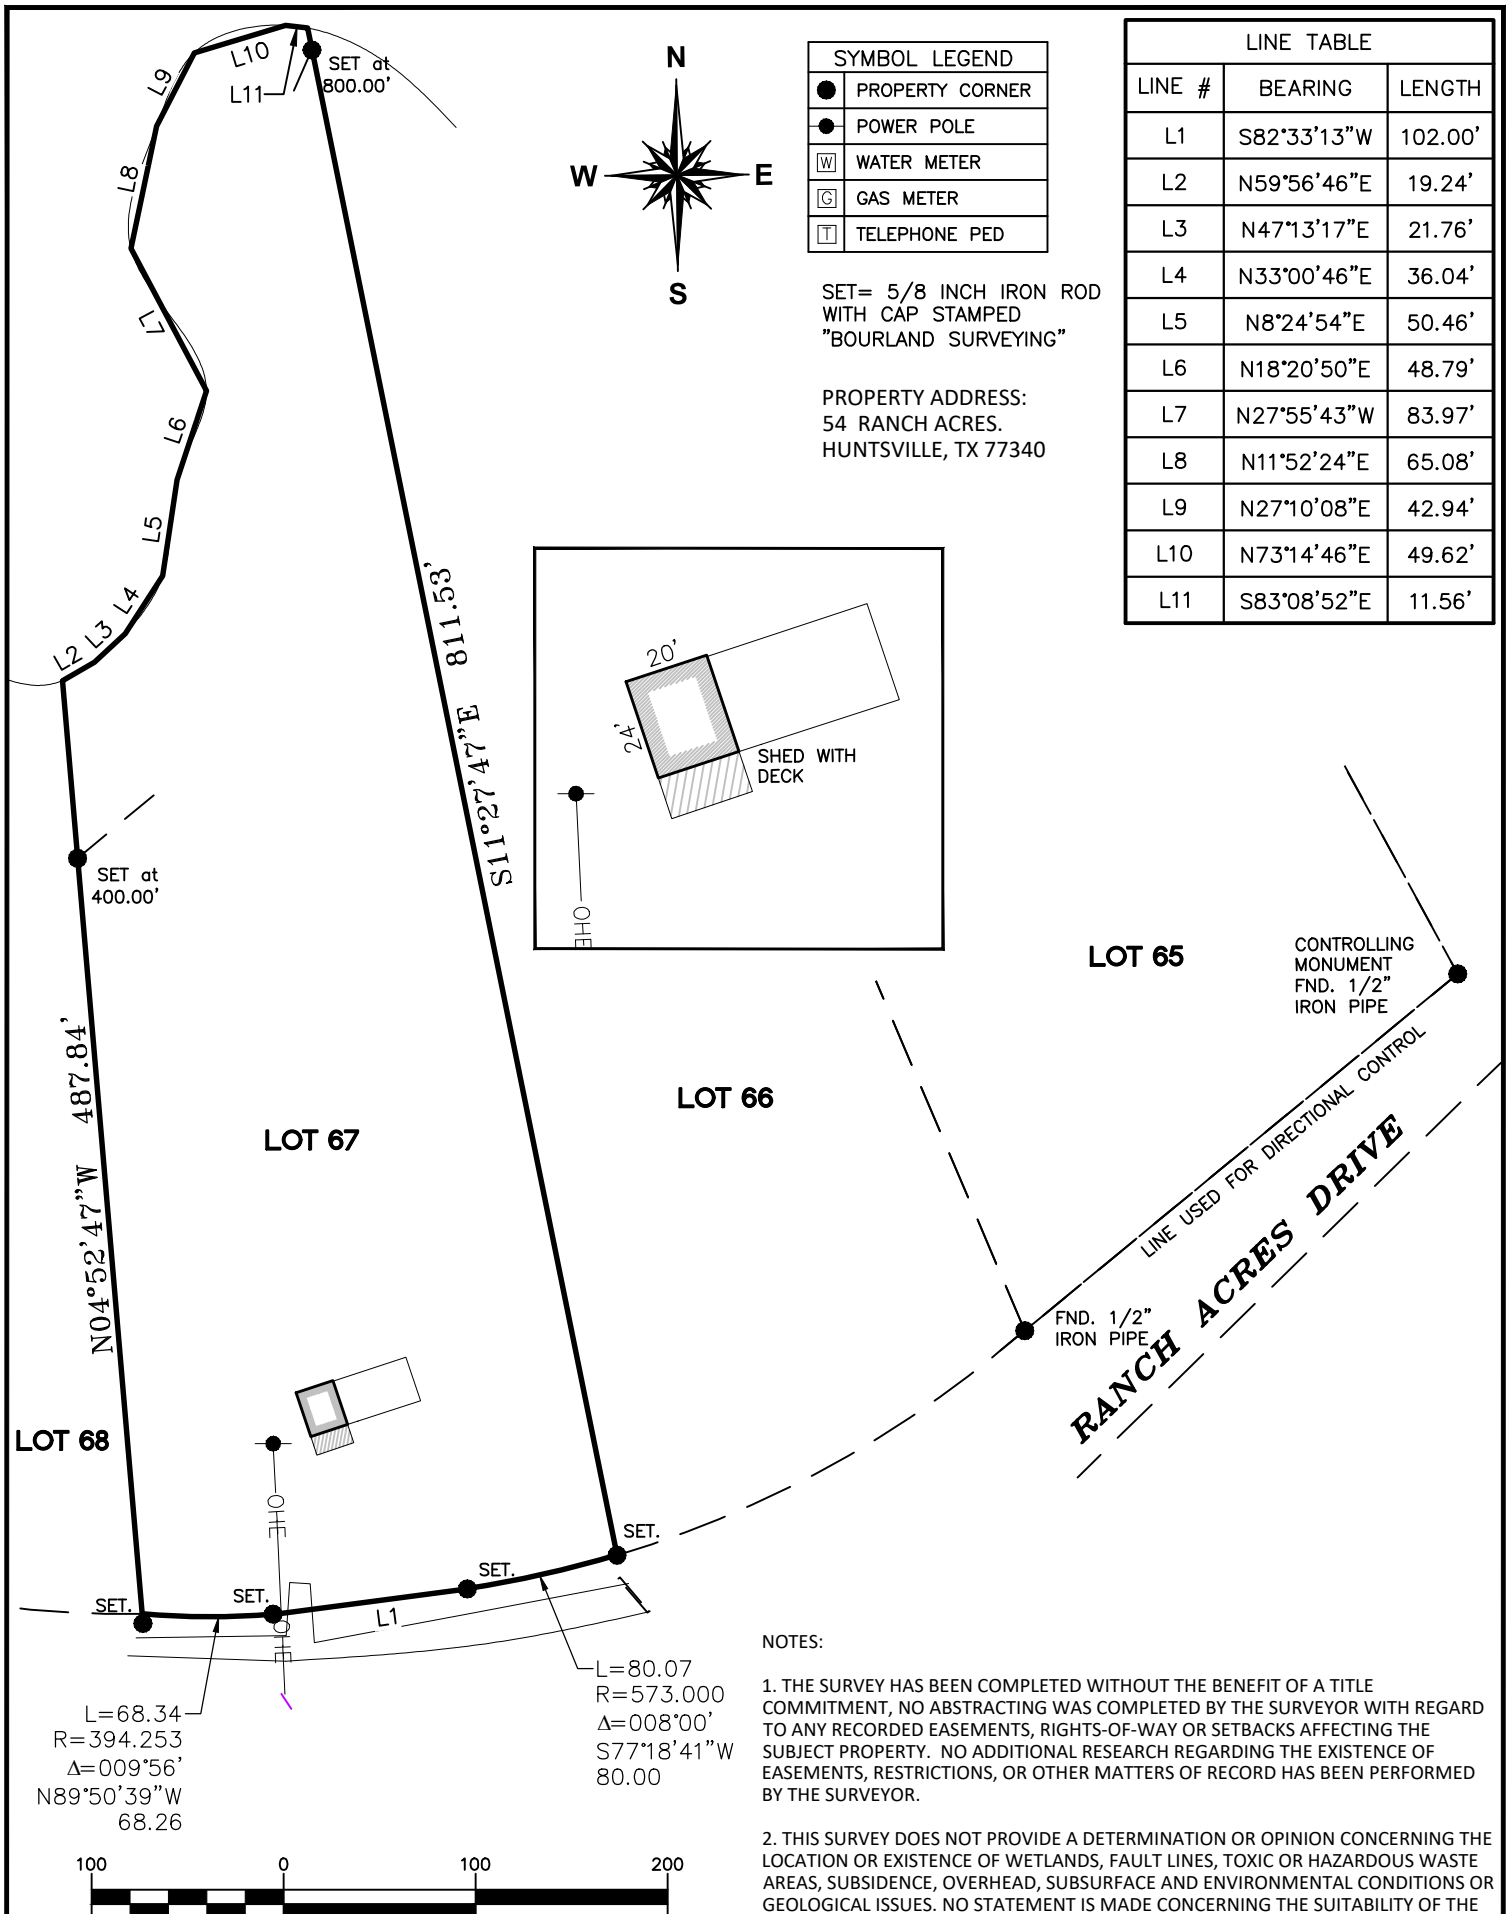 L10
L9
L11
SET at
800.00'
L8
L7
L6
L5
L4
L3
L2
N
W
E
S
SYMBOL LEGEND
PROPERTY CORNER
POWER POLE
W WATER METER
G GAS METER
T TELEPHONE PED
SET= 5/8 INCH IRON ROD
WITH CAP STAMPED
"BOURLAND SURVEYING"
PROPERTY ADDRESS:
54 RANCH ACRES.
HUNTSVILLE, TX 77340
LINE TABLE
LINE # BEARING LENGTH
L1 S82°33'13"W 102.00'
L2 N59°56'46"E 19.24'
L3 N47°13'17"E 21.76'
L4 N33°00'46"E 36.04'
L5 N8°24'54"E 50.46'
L6 N18°20'50"E 48.79'
L7 N27°55'43"W 83.97'
L8 N11°52'24"E 65.08'
L9 N27°10'08"E 42.94'
L10 N73°14'46"E 49.62'
L11 S83°08'52"E 11.56'
S11°27'47"E 811.53'
20'
24'
SHED WITH
DECK
OHE
SET at
400.00'
N04°52'47"W 487.84'
LOT 65
CONTROLLING
MONUMENT
FND. 1/2"
IRON PIPE
LOT 66
LOT 67
LINE USED FOR DIRECTIONAL CONTROL
RANCH ACRES DRIVE
FND. 1/2"
IRON PIPE
LOT 68
OHE
SET.
SET.
SET.
SET.
L1
OHE
L=68.34
R=394.253
Δ=009°56'
N89°50'39"W
68.26
L=80.07
R=573.000
Δ=008°00'
S77°18'41"W
80.00
NOTES:
1. THE SURVEY HAS BEEN COMPLETED WITHOUT THE BENEFIT OF A TITLE
COMMITMENT, NO ABSTRACTING WAS COMPLETED BY THE SURVEYOR WITH REGARD
TO ANY RECORDED EASEMENTS, RIGHTS-OF-WAY OR SETBACKS AFFECTING THE
SUBJECT PROPERTY. NO ADDITIONAL RESEARCH REGARDING THE EXISTENCE OF
EASEMENTS, RESTRICTIONS, OR OTHER MATTERS OF RECORD HAS BEEN PERFORMED
BY THE SURVEYOR.
2. THIS SURVEY DOES NOT PROVIDE A DETERMINATION OR OPINION CONCERNING THE
LOCATION OR EXISTENCE OF WETLANDS, FAULT LINES, TOXIC OR HAZARDOUS WASTE
AREAS, SUBSIDENCE, OVERHEAD, SUBSURFACE AND ENVIRONMENTAL CONDITIONS OR
GEOLOGICAL ISSUES. NO STATEMENT IS MADE CONCERNING THE SUITABILITY OF THE
100 0 100 200